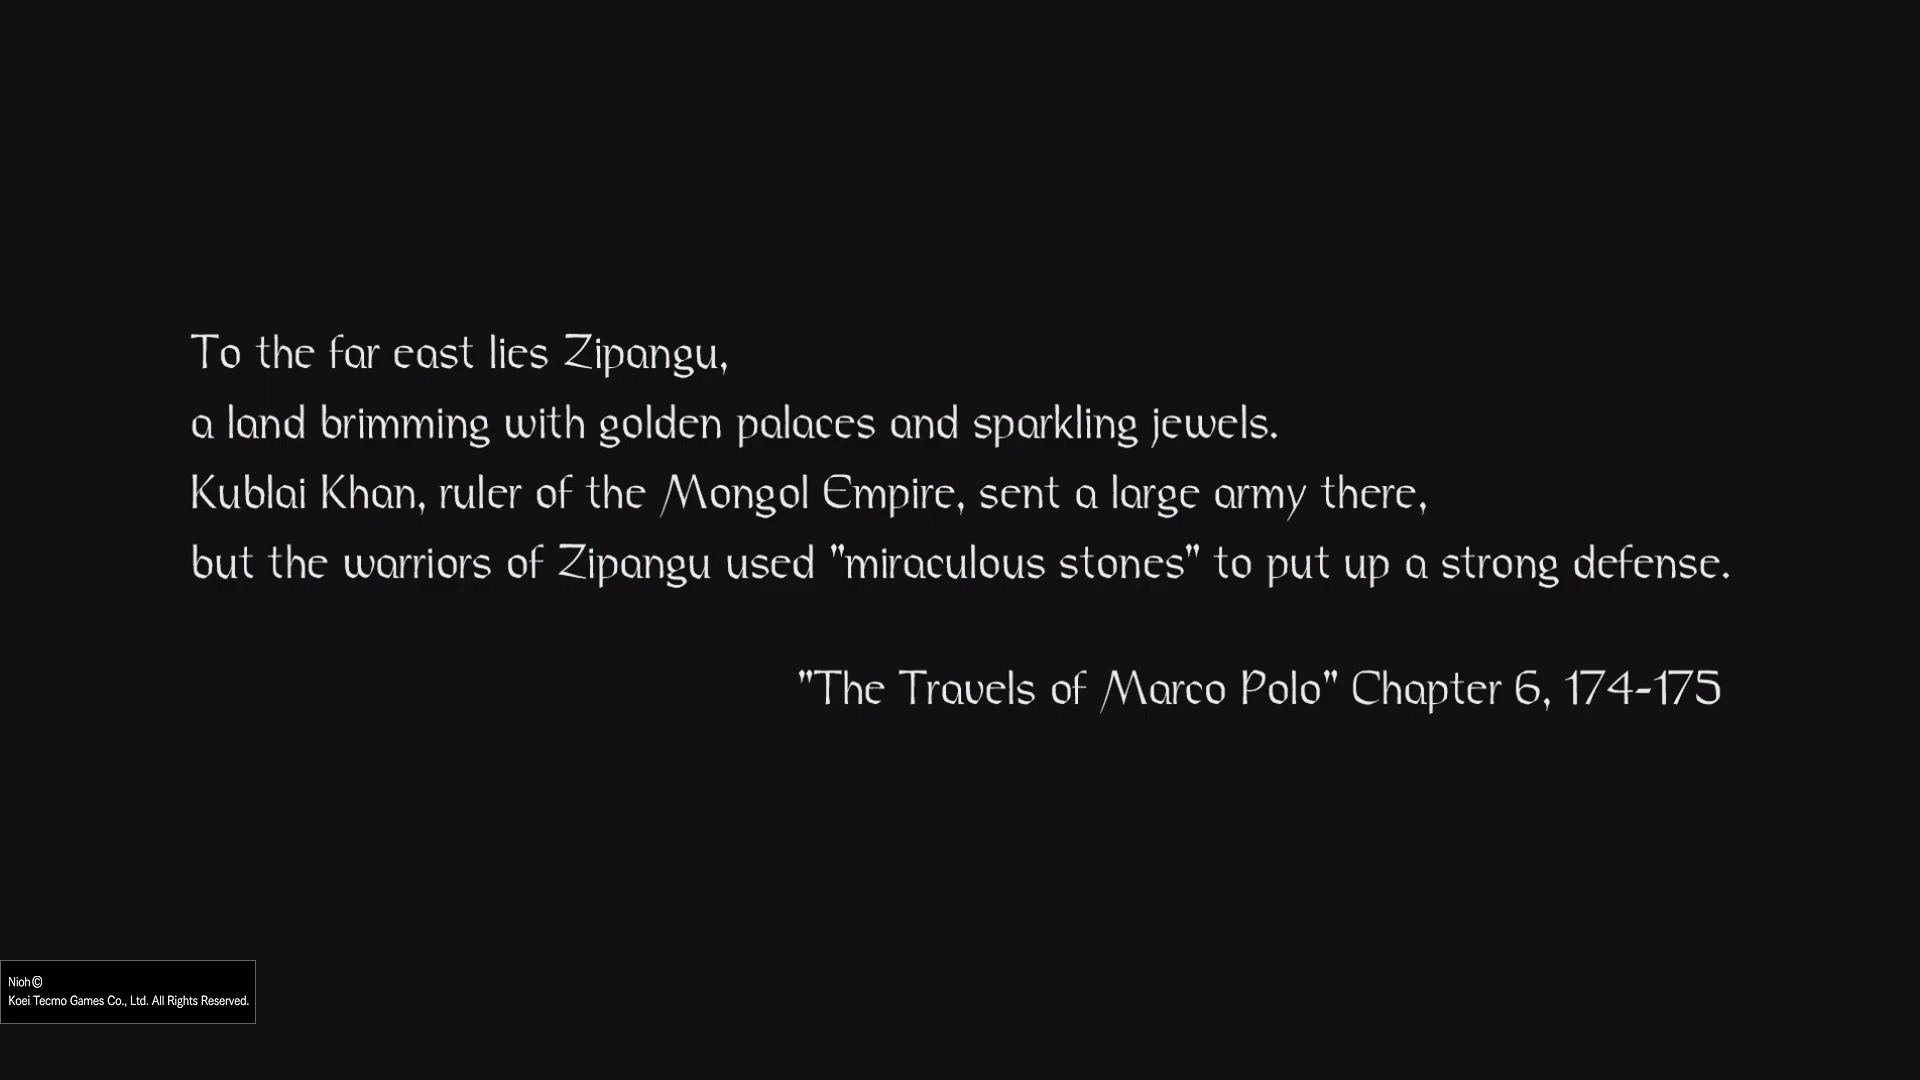 To the far east lies Zipangu,
a land brimming with golden palaces and sparkling jewels.
Kublai Khan, ruler of the Mongol Empire, sent a large army there,
but the warriors of Zipangu used "miraculous stones" to put up a strong defense.
"The Travels of Marco Polo" Chapter 6, 174-175
Nioh©
Koei Tecmo Games Co., Ltd. All Rights Reserved.